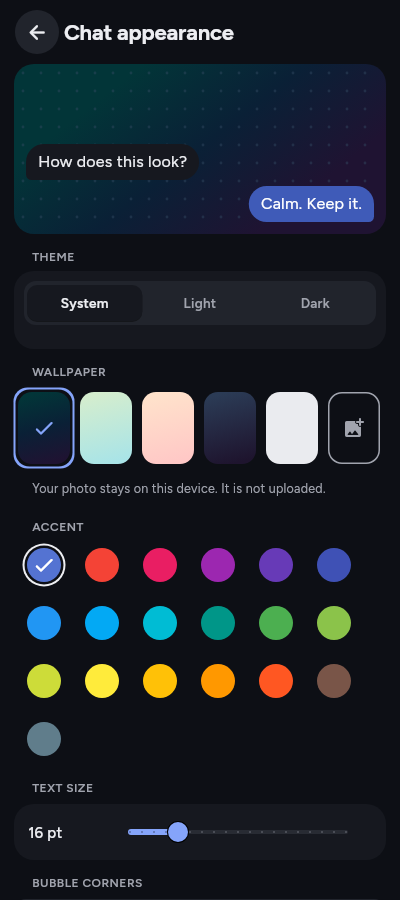 Chat appearance
How does this look?
Calm. Keep it.
THEME
System Light Dark
WALLPAPER
Your photo stays on this device. It is not uploaded.
ACCENT
TEXT SIZE
16 pt
BUBBLE CORNERS